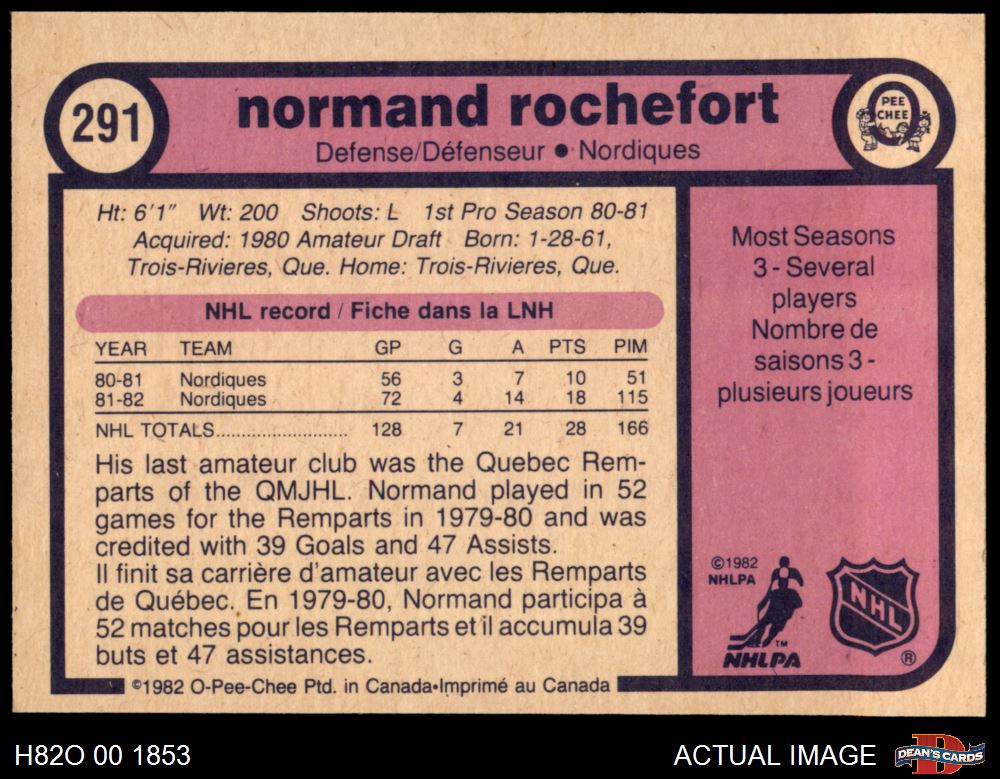 291
normand rochefort
Defense/Défenseur ● Nordiques
PEE
CHEE
Ht: 6'1" Wt: 200 Shoots: L 1st Pro Season 80-81
Acquired: 1980 Amateur Draft Born: 1-28-61,
Trois-Rivieres, Que. Home: Trois-Rivieres, Que.
NHL record / Fiche dans la LNH
YEAR TEAM GP G A PTS PIM
80-81 Nordiques 56 3 7 10 51
81-82 Nordiques 72 4 14 18 115
NHL TOTALS.......................... 128 7 21 28 166
His last amateur club was the Quebec Rem-
parts of the QMJHL. Normand played in 52
games for the Remparts in 1979-80 and was
credited with 39 Goals and 47 Assists.
Il finit sa carrière d'amateur avec les Remparts
de Québec. En 1979-80, Normand participa à
52 matches pour les Remparts et il accumula 39
buts et 47 assistances.
Most Seasons
3 - Several
players
Nombre de
saisons 3 -
plusieurs joueurs
©1982
NHLPA
TM
NHLPA
NHL
®
©1982 O-Pee-Chee Ptd. in Canada•Imprimé au Canada
H82O 00 1853
ACTUAL IMAGE
D
DEAN'S CARDS